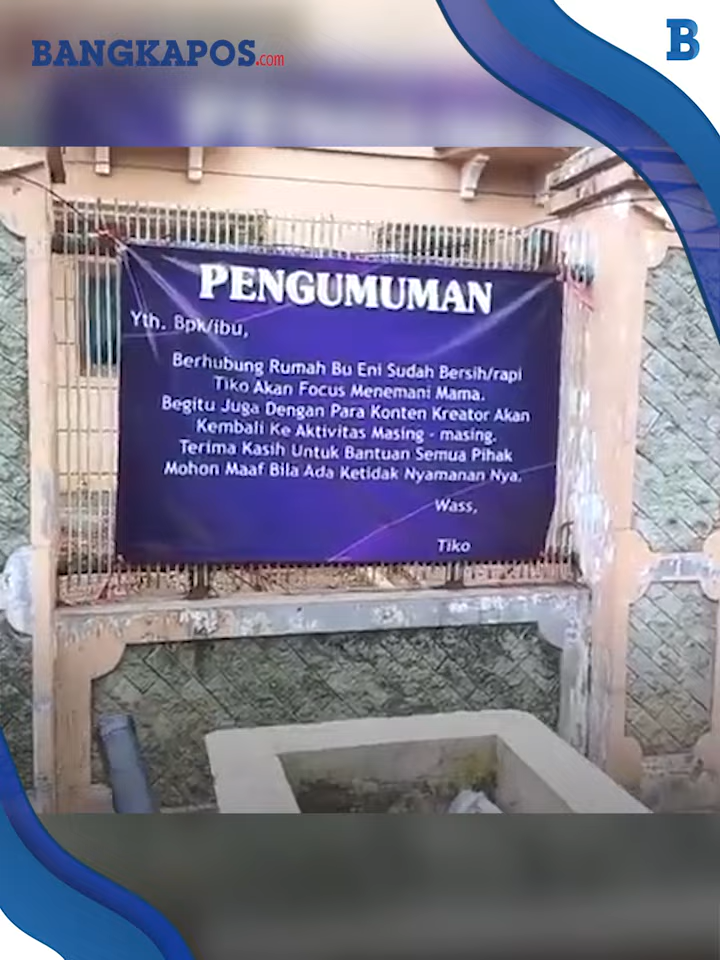 BANGKAPOS.com
B
PENGUMUMAN
Yth. Bpk/ibu,
Berhubung Rumah Bu Eni Sudah Bersih/rapi
Tiko Akan Focus Menemani Mama.
Begitu Juga Dengan Para Konten Kreator Akan
Kembali Ke Aktivitas Masing - masing.
Terima Kasih Untuk Bantuan Semua Pihak
Mohon Maaf Bila Ada Ketidak Nyamanan Nya.
Wass,
Tiko